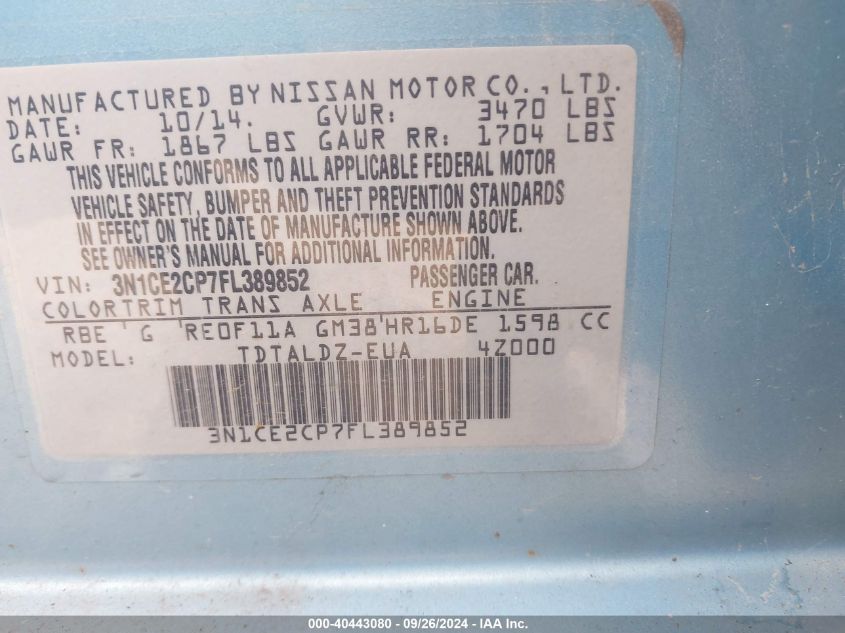 MANUFACTURED BY NISSAN MOTOR CO., LTD.
DATE: 10/14. GVWR: 3470 LBS
GAWR FR: 1867 LBS GAWR RR: 1704 LBS
THIS VEHICLE CONFORMS TO ALL APPLICABLE FEDERAL MOTOR
VEHICLE SAFETY, BUMPER AND THEFT PREVENTION STANDARDS
IN EFFECT ON THE DATE OF MANUFACTURE SHOWN ABOVE.
SEE OWNER'S MANUAL FOR ADDITIONAL INFORMATION.
VIN: 3N1CE2CP7FL389852 PASSENGER CAR.
COLORTRIM TRANS AXLE ENGINE
RBE ' G 'RE0F11A GM38'HR16DE 1598 CC
MODEL: TDTALDZ-EUA 4Z000
3N1CE2CP7FL389852
000-40443080 - 09/26/2024 - IAA Inc.